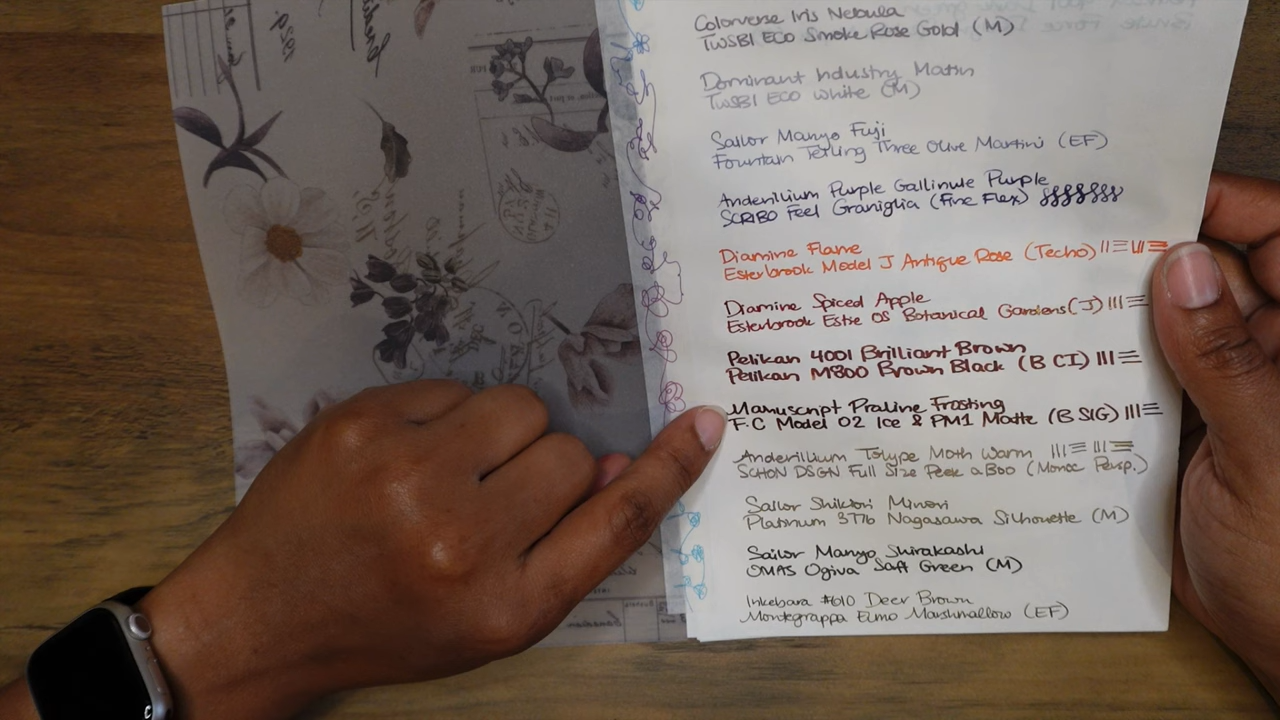 Colorverse Iris Nebula
TWSBI ECO Smoke Rose Gold (M)
Dominant Industry Matin
TWSBI ECO White (M)
Sailor Manyo Fuji
Fountain Terling Three Olive Martini (EF)
Anderillium Purple Gallinule Purple
SCRIBO Feel Graniglia (Fine Flex)
Diamine Flame
Esterbrook Model J Antique Rose (Techo)
Diamine Spiced Apple
Esterbrook Estie OS Botanical Gardens (J)
Pelikan 4001 Brilliant Brown
Pelikan M800 Brown Black (B CI)
Manuscript Praline Frosting
F.C Model 02 Ice & PM1 Matte (B SIG)
Anderillium Tolype Moth Warm
SCHON DSGN Full Size Peek a Boo (Monoc Persp.)
Sailor Shikiori Minori
Platinum 3776 Nagasawa Silhouette (M)
Sailor Manyo Shirakashi
OMAS Ogiva Saft Green (M)
Inkebara #610 Deer Brown
Montegrappa Elmo Marshmallow (EF)